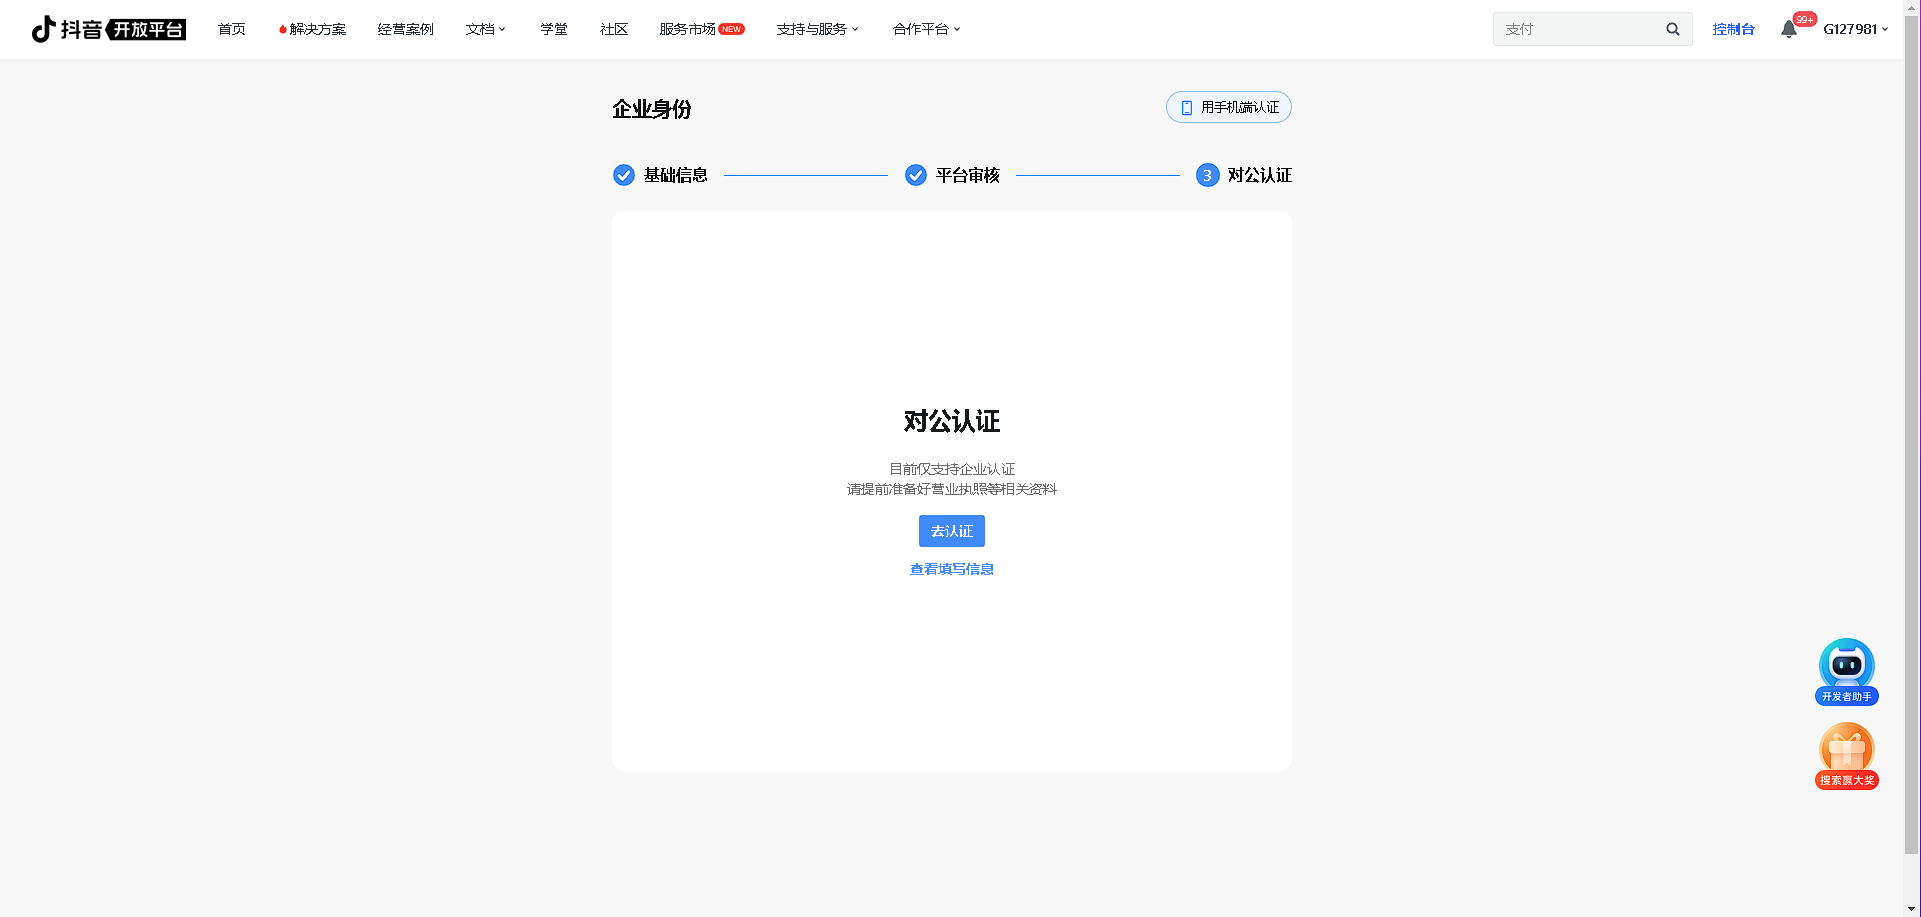 抖音 开放平台 首页 解决方案 经营案例 文档 学堂 社区 服务市场 NEW 支持与服务 合作平台 支付 控制台 99+ G127981
企业身份 用手机端认证
基础信息 平台审核 3 对公认证
对公认证
目前仅支持企业认证
请提前准备好营业执照等相关资料
去认证
查看填写信息
开发者助手
搜索赢大奖